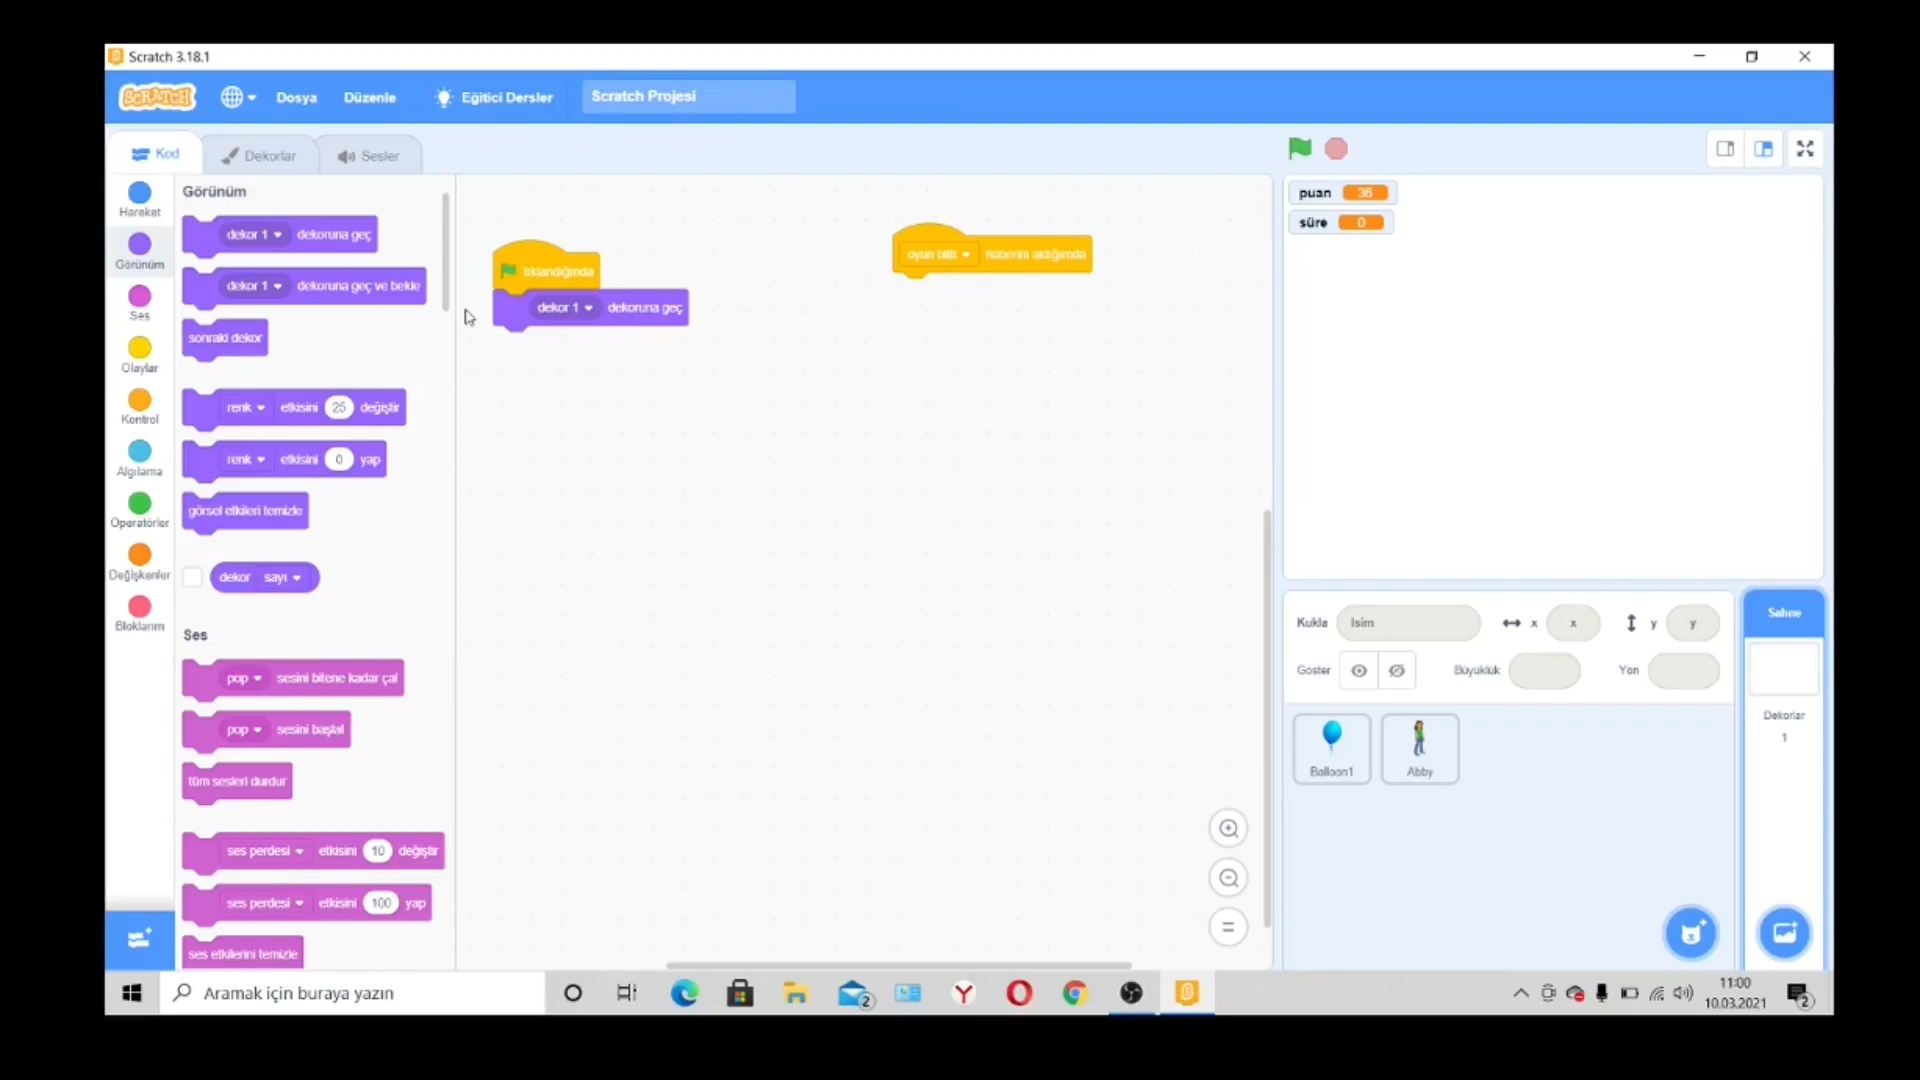 Scratch 3.18.1
SCRATCH
Dosya
Düzenle
Eğitici Dersler
Scratch Projesi
Kod
Dekorlar
Sesler
Hareket
Görünüm
Ses
Olaylar
Kontrol
Algılama
Operatörler
Değişkenler
Bloklarım
Görünüm
dekor 1 dekoruna geç
dekor 1 dekoruna geç ve bekle
sonraki dekor
renk etkisini 25 değiştir
renk etkisini 0 yap
görsel etkileri temizle
dekor sayı
Ses
pop sesini bitene kadar çal
pop sesini başlat
tüm sesleri durdur
ses perdesi etkisini 10 değiştir
ses perdesi etkisini 100 yap
ses etkilerini temizle
tıklandığında
dekor 1 dekoruna geç
oyun bitti haberini aldığımda
puan 36
süre 0
Kukla İsim x x y y
Göster Büyüklük Yön
Balloon1
Abby
Sahne
Dekorlar
1
Aramak için buraya yazın
2
11:00
10.03.2021
2